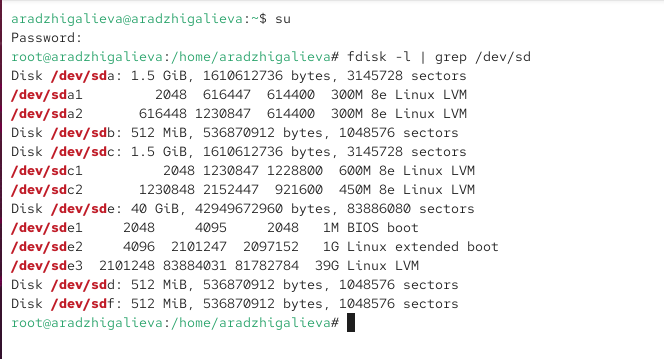 aradzhigalieva@aradzhigalieva:~$ su
Password:
root@aradzhigalieva:/home/aradzhigalieva# fdisk -l | grep /dev/sd
Disk /dev/sda: 1.5 GiB, 1610612736 bytes, 3145728 sectors
/dev/sda1         2048  616447  614400  300M 8e Linux LVM
/dev/sda2       616448 1230847  614400  300M 8e Linux LVM
Disk /dev/sdb: 512 MiB, 536870912 bytes, 1048576 sectors
Disk /dev/sdc: 1.5 GiB, 1610612736 bytes, 3145728 sectors
/dev/sdc1          2048 1230847 1228800  600M 8e Linux LVM
/dev/sdc2       1230848 2152447  921600  450M 8e Linux LVM
Disk /dev/sde: 40 GiB, 42949672960 bytes, 83886080 sectors
/dev/sde1     2048     4095     2048   1M BIOS boot
/dev/sde2     4096  2101247  2097152   1G Linux extended boot
/dev/sde3  2101248 83884031 81782784  39G Linux LVM
Disk /dev/sdd: 512 MiB, 536870912 bytes, 1048576 sectors
Disk /dev/sdf: 512 MiB, 536870912 bytes, 1048576 sectors
root@aradzhigalieva:/home/aradzhigalieva#